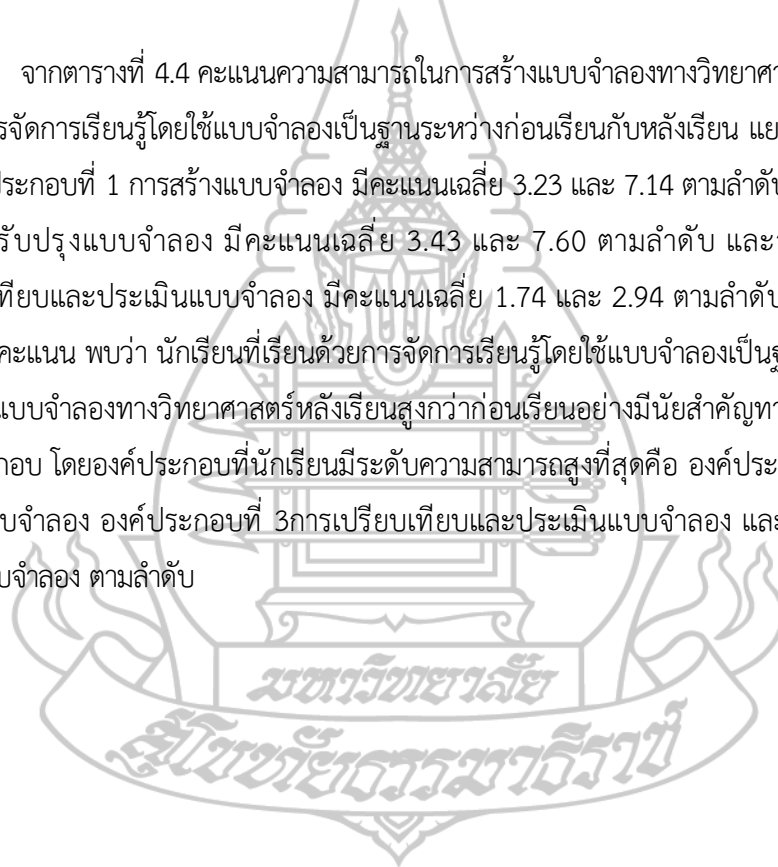 จากตารางที่ 4.4 คะแนนความสามารถในการสร้างแบบจำลองทางวิทยาศา
รจัดการเรียนรู้โดยใช้แบบจำลองเป็นฐานระหว่างก่อนเรียนกับหลังเรียน แย
ประกอบที่ 1 การสร้างแบบจำลอง มีคะแนนเฉลี่ย 3.23 และ 7.14 ตามลำดับ
รับปรุงแบบจำลอง มีคะแนนเฉลี่ย 3.43 และ 7.60 ตามลำดับ และ
ทียบและประเมินแบบจำลอง มีคะแนนเฉลี่ย 1.74 และ 2.94 ตามลำดับ
คะแนน พบว่า นักเรียนที่เรียนด้วยการจัดการเรียนรู้โดยใช้แบบจำลองเป็นฐ
แบบจำลองทางวิทยาศาสตร์หลังเรียนสูงกว่าก่อนเรียนอย่างมีนัยสำคัญทา
กอบ โดยองค์ประกอบที่นักเรียนมีระดับความสามารถสูงที่สุดคือ องค์ประ
บจำลอง องค์ประกอบที่ 3การเปรียบเทียบและประเมินแบบจำลอง และ
บจำลอง ตามลำดับ
มหาวิทยาลัย
สุโขทัยธรรมาธิราช